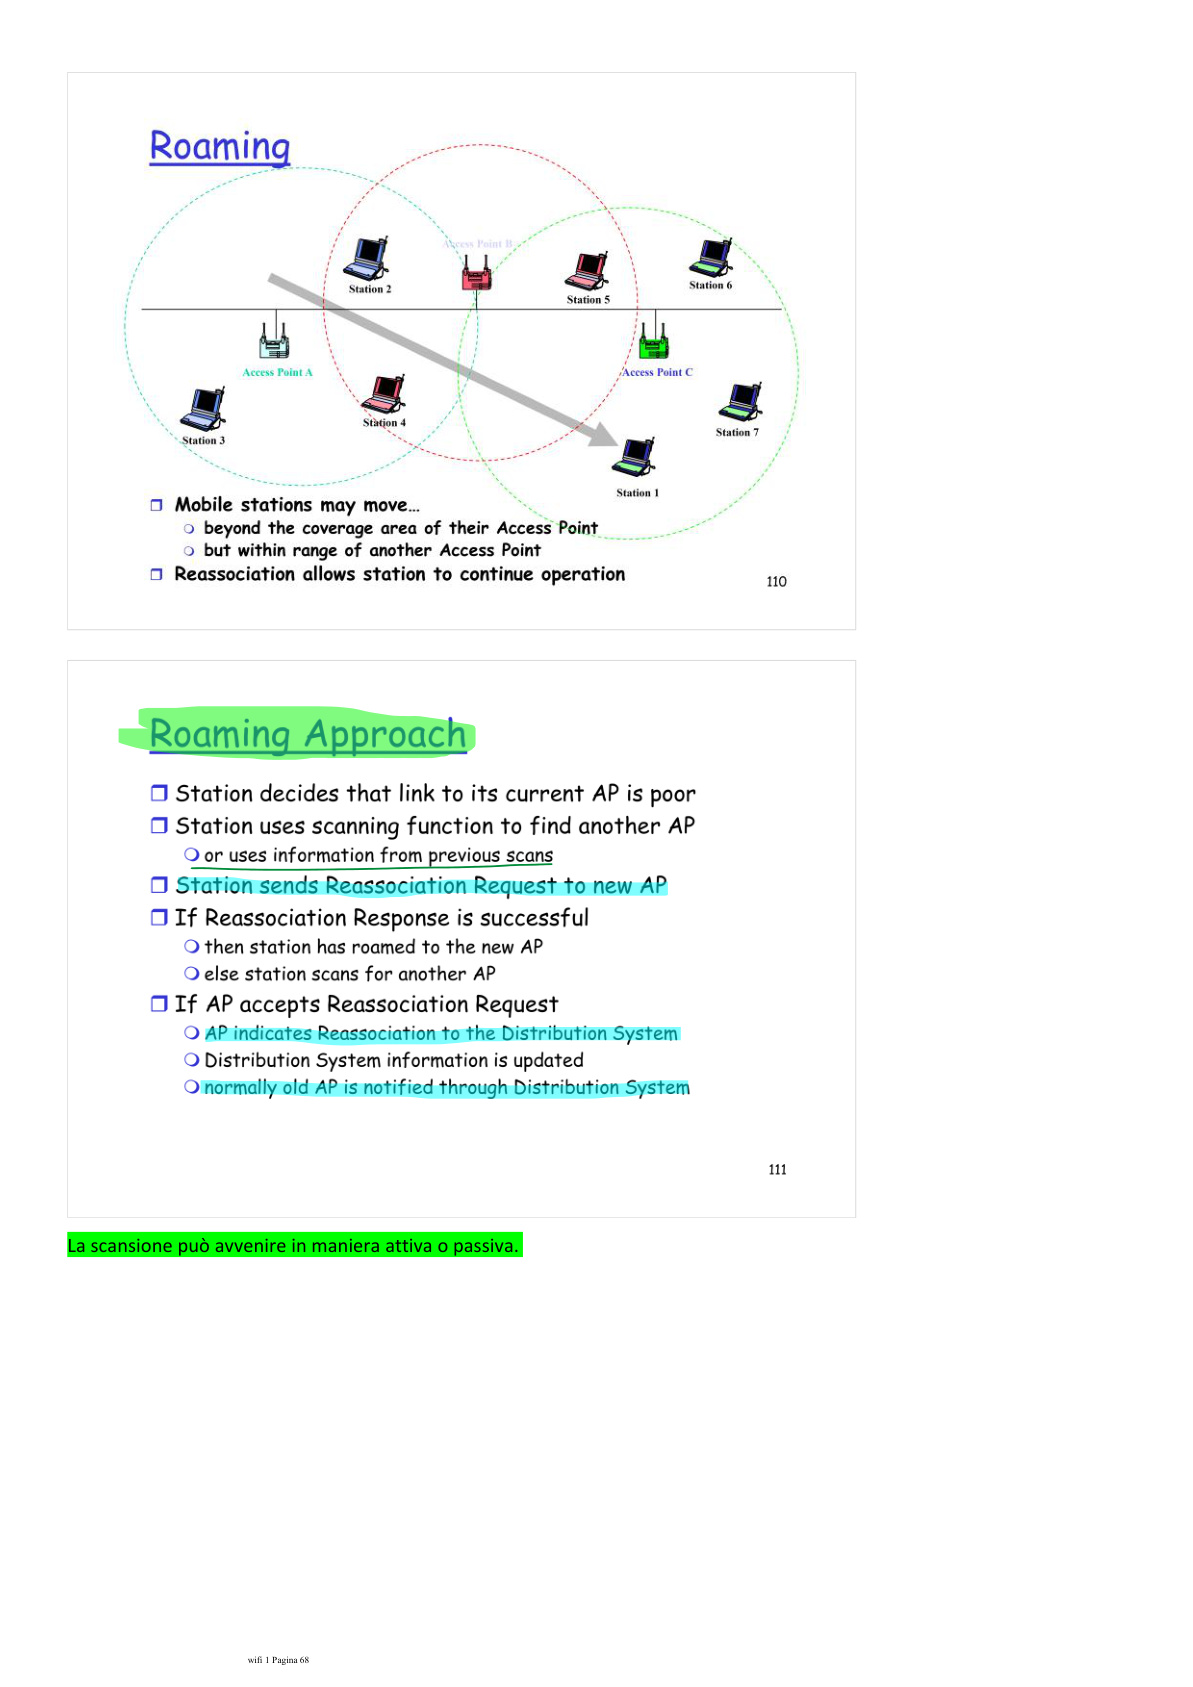 Roaming
Access Point B
Station 2
Station 5
Station 6
Access Point A
Access Point C
Station 3
Station 4
Station 7
Station 1
Mobile stations may move...
beyond the coverage area of their Access Point
but within range of another Access Point
Reassociation allows station to continue operation
110
Roaming Approach
Station decides that link to its current AP is poor
Station uses scanning function to find another AP
or uses information from previous scans
Station sends Reassociation Request to new AP
If Reassociation Response is successful
then station has roamed to the new AP
else station scans for another AP
If AP accepts Reassociation Request
AP indicates Reassociation to the Distribution System
Distribution System information is updated
normally old AP is notified through Distribution System
111
La scansione può avvenire in maniera attiva o passiva.
wifi 1 Pagina 68